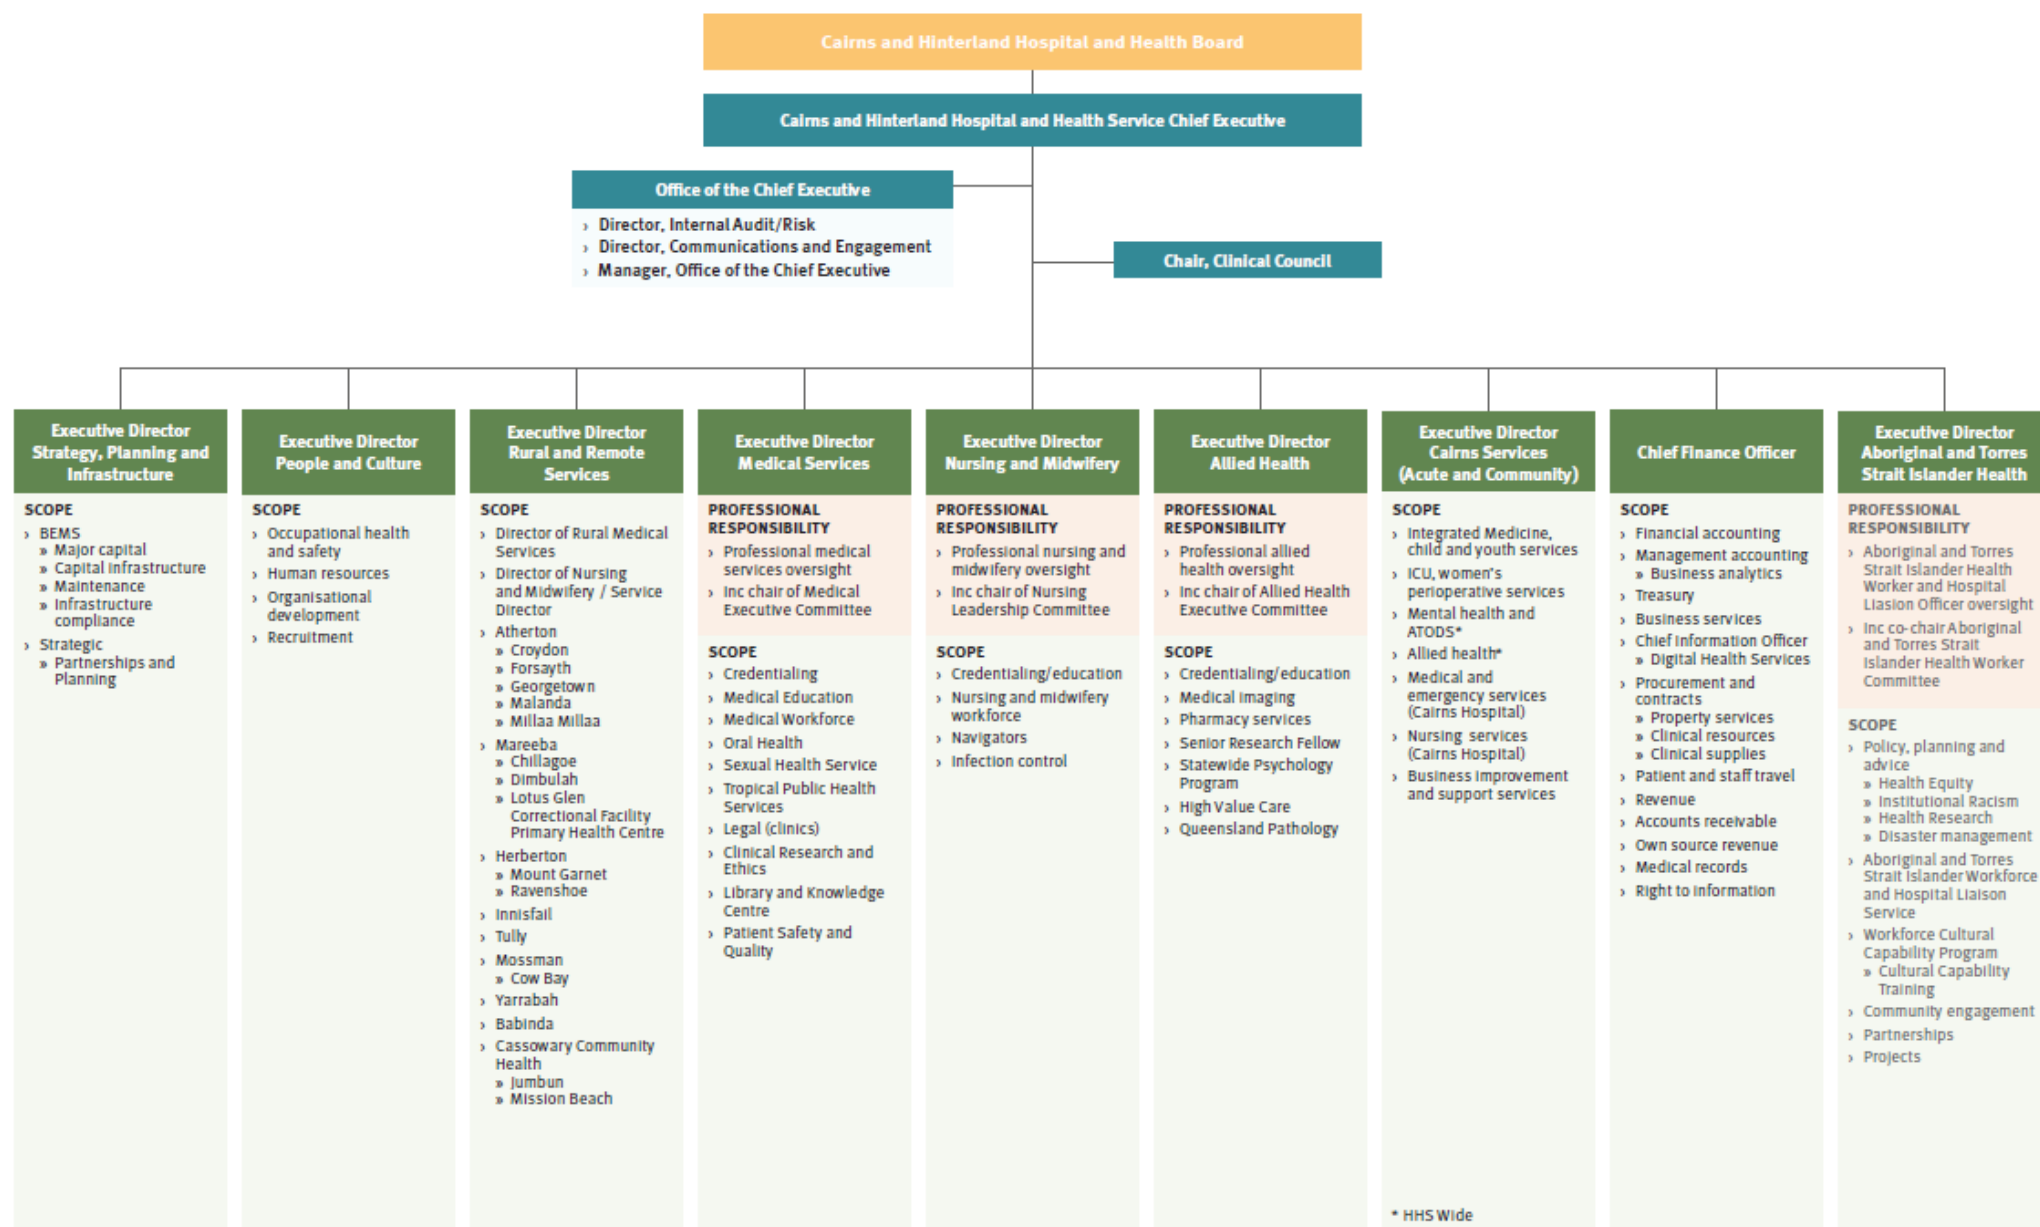 Cairns and Hinterland Hospital and Health Board
Cairns and Hinterland Hospital and Health Service Chief Executive
Office of the Chief Executive
› Director, Internal Audit/Risk
› Director, Communications and Engagement
› Manager, Office of the Chief Executive
Chair, Clinical Council
Executive Director
Strategy, Planning and
Infrastructure
SCOPE
› BEMS
» Major capital
» Capital infrastructure
» Maintenance
» Infrastructure
compliance
› Strategic
» Partnerships and
Planning
Executive Director
People and Culture
SCOPE
› Occupational health
and safety
› Human resources
› Organisational
development
› Recruitment
Executive Director
Rural and Remote
Services
SCOPE
› Director of Rural Medical
Services
› Director of Nursing
and Midwifery / Service
Director
› Atherton
» Croydon
» Forsayth
» Georgetown
» Malanda
» Millaa Millaa
› Mareeba
» Chillagoe
» Dimbulah
» Lotus Glen
Correctional Facility
Primary Health Centre
› Herberton
» Mount Garnet
» Ravenshoe
› Innisfail
› Tully
› Mossman
» Cow Bay
› Yarrabah
› Babinda
› Cassowary Community
Health
» Jumbun
» Mission Beach
Executive Director
Medical Services
PROFESSIONAL
RESPONSIBILITY
› Professional medical
services oversight
› Inc chair of Medical
Executive Committee
SCOPE
› Credentialing
› Medical Education
› Medical Workforce
› Oral Health
› Sexual Health Service
› Tropical Public Health
Services
› Legal (clinics)
› Clinical Research and
Ethics
› Library and Knowledge
Centre
› Patient Safety and
Quality
Executive Director
Nursing and Midwifery
PROFESSIONAL
RESPONSIBILITY
› Professional nursing and
midwifery oversight
› Inc chair of Nursing
Leadership Committee
SCOPE
› Credentialing/education
› Nursing and midwifery
workforce
› Navigators
› Infection control
Executive Director
Allied Health
PROFESSIONAL
RESPONSIBILITY
› Professional allied
health oversight
› Inc chair of Allied Health
Executive Committee
SCOPE
› Credentialing/education
› Medical imaging
› Pharmacy services
› Senior Research Fellow
› Statewide Psychology
Program
› High Value Care
› Queensland Pathology
Executive Director
Cairns Services
(Acute and Community)
SCOPE
› Integrated Medicine,
child and youth services
› ICU, women's
perioperative services
› Mental health and
ATODS*
› Allied health*
› Medical and
emergency services
(Cairns Hospital)
› Nursing services
(Cairns Hospital)
› Business improvement
and support services
* HHS Wide
Chief Finance Officer
SCOPE
› Financial accounting
› Management accounting
» Business analytics
› Treasury
› Business services
› Chief Information Officer
» Digital Health Services
› Procurement and
contracts
» Property services
» Clinical resources
» Clinical supplies
› Patient and staff travel
› Revenue
› Accounts receivable
› Own source revenue
› Medical records
› Right to information
Executive Director
Aboriginal and Torres
Strait Islander Health
PROFESSIONAL
RESPONSIBILITY
› Aboriginal and Torres
Strait Islander Health
Worker and Hospital
Liasion Officer oversight
› Inc co-chair Aboriginal
and Torres Strait
Islander Health Worker
Committee
SCOPE
› Policy, planning and
advice
» Health Equity
» Institutional Racism
» Health Research
» Disaster management
› Aboriginal and Torres
Strait Islander Workforce
and Hospital Liaison
Service
› Workforce Cultural
Capability Program
» Cultural Capability
Training
› Community engagement
› Partnerships
› Projects